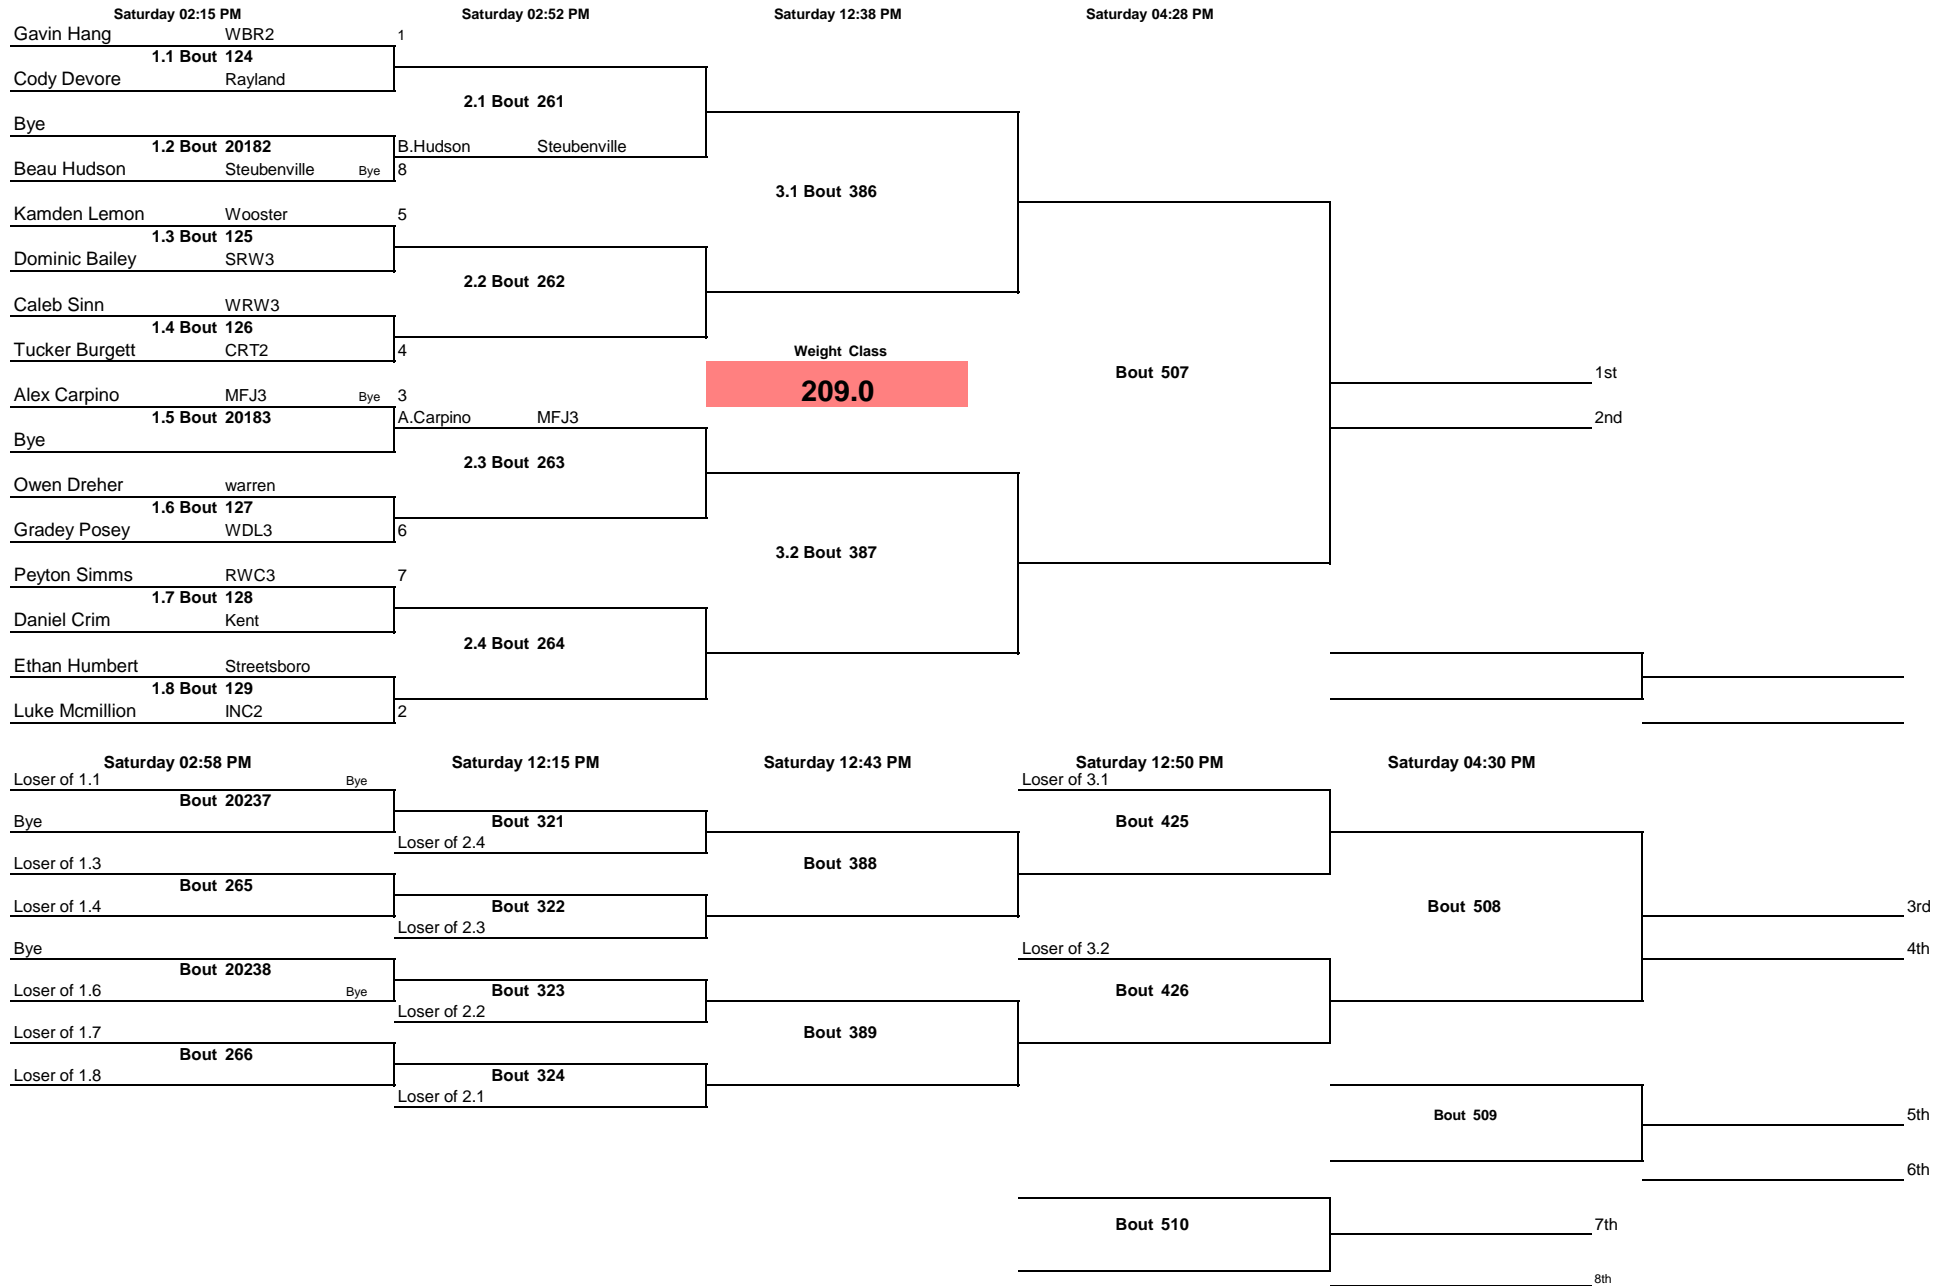 Saturday 02:15 PM Saturday 02:52 PM Saturday 12:38 PM Saturday 04:28 PM
Gavin Hang WBR2 1
1.1 Bout 124
Cody Devore Rayland
2.1 Bout 261
Bye
1.2 Bout 20182 B.Hudson Steubenville
Beau Hudson Steubenville Bye 8
3.1 Bout 386
Kamden Lemon Wooster 5
1.3 Bout 125
Dominic Bailey SRW3
2.2 Bout 262
Caleb Sinn WRW3
1.4 Bout 126
Tucker Burgett CRT2 4 Weight Class
Bout 507 1st
Alex Carpino MFJ3 Bye 3 209.0
1.5 Bout 20183 A.Carpino MFJ3 2nd
Bye
2.3 Bout 263
Owen Dreher warren
1.6 Bout 127
Gradey Posey WDL3 6
3.2 Bout 387
Peyton Simms RWC3 7
1.7 Bout 128
Daniel Crim Kent
2.4 Bout 264
Ethan Humbert Streetsboro
1.8 Bout 129
Luke Mcmillion INC2 2
Saturday 02:58 PM Saturday 12:15 PM Saturday 12:43 PM Saturday 12:50 PM Saturday 04:30 PM
Loser of 1.1 Bye Loser of 3.1
Bout 20237
Bye Bout 321 Bout 425
Loser of 2.4
Loser of 1.3 Bout 388
Bout 265
Loser of 1.4 Bout 322 Bout 508 3rd
Loser of 2.3
Bye Loser of 3.2 4th
Bout 20238
Loser of 1.6 Bye Bout 323 Bout 426
Loser of 2.2
Loser of 1.7 Bout 389
Bout 266
Loser of 1.8 Bout 324
Loser of 2.1
Bout 509 5th
6th
Bout 510 7th
8th